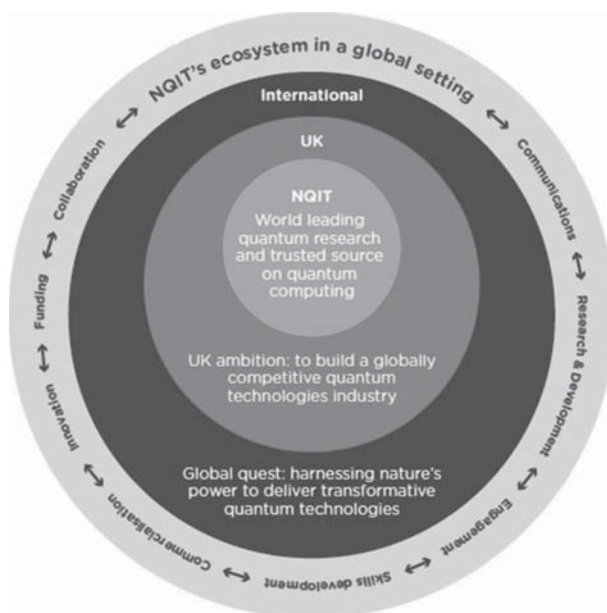 NQIT's ecosystem in a global setting
Communications
Research & Development
Engagement
Skills development
Commercialisation
Innovation
Funding
Collaboration
International
UK
NQIT
World leading
quantum research
and trusted source
on quantum
computing
UK ambition: to build a globally
competitive quantum
technologies industry
Global quest: harnessing nature's
power to deliver transformative
quantum technologies